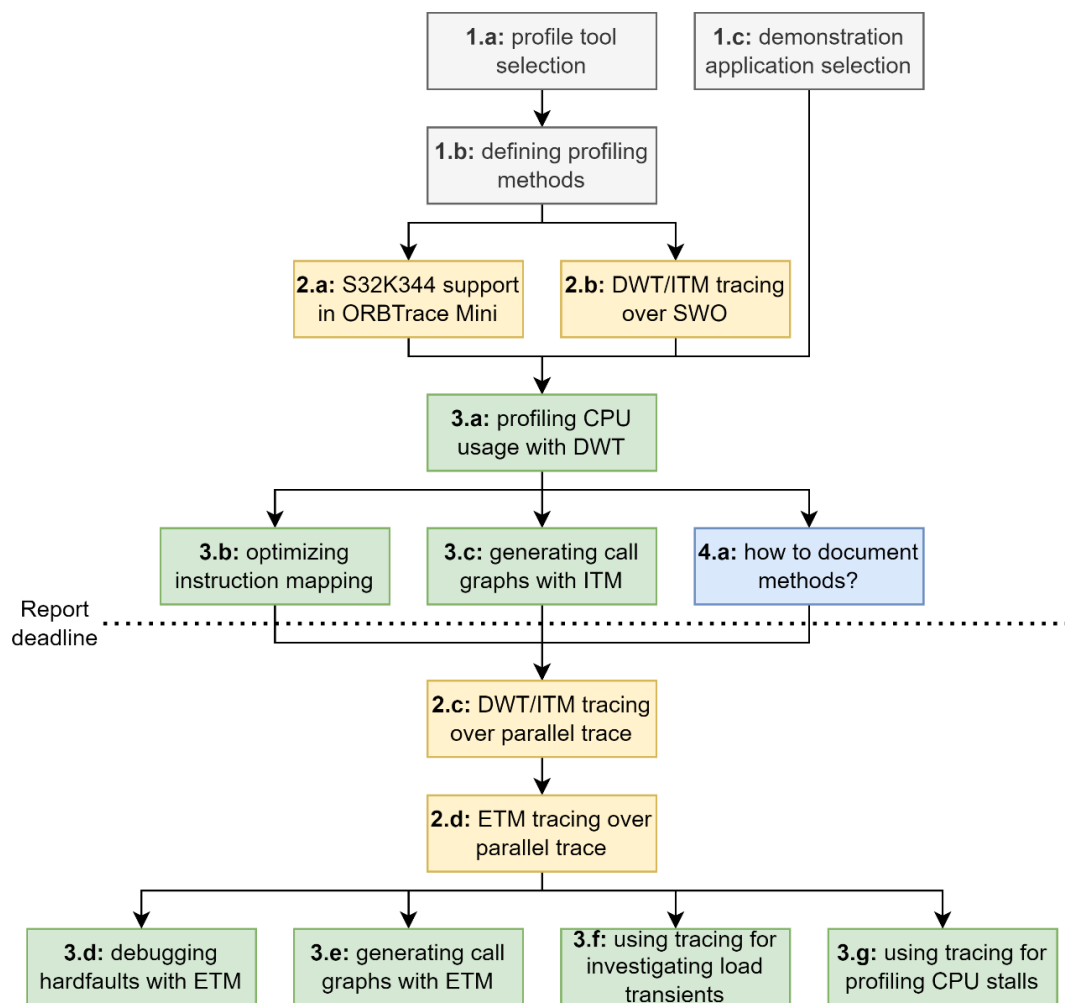 1.a: profile tool
selection
1.c: demonstration
application selection
1.b: defining profiling
methods
2.a: S32K344 support
in ORBTrace Mini
2.b: DWT/ITM tracing
over SWO
3.a: profiling CPU
usage with DWT
3.b: optimizing
instruction mapping
3.c: generating call
graphs with ITM
4.a: how to document
methods?
Report
deadline
2.c: DWT/ITM tracing
over parallel trace
2.d: ETM tracing over
parallel trace
3.d: debugging
hardfaults with ETM
3.e: generating call
graphs with ETM
3.f: using tracing for
investigating load
transients
3.g: using tracing for
profiling CPU stalls